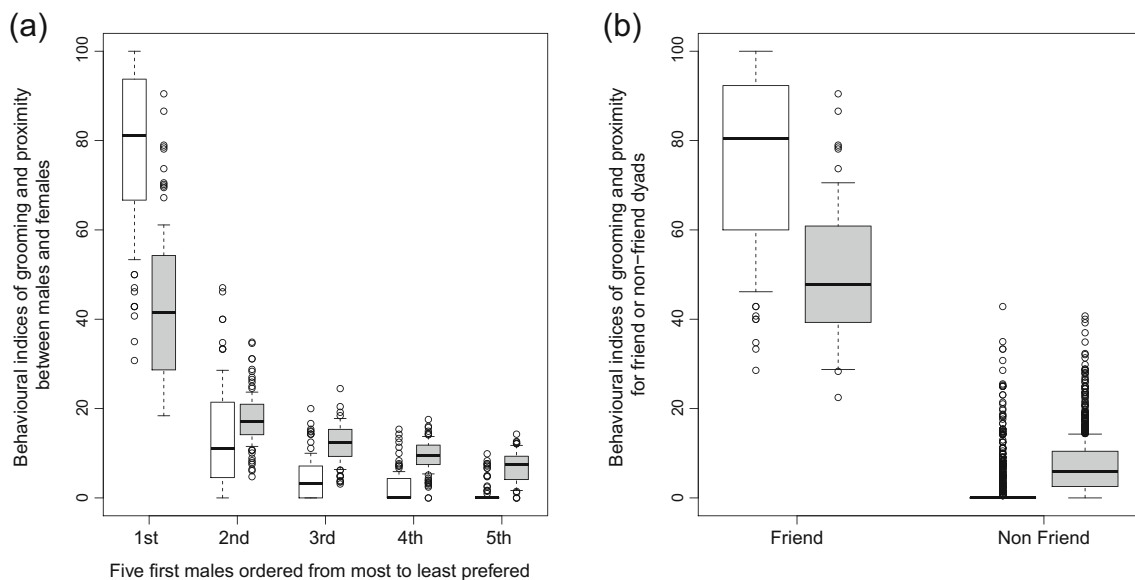 (a)
Behavioural indices of grooming and proximity
between males and females
100
80
60
40
20
0
1st 2nd 3rd 4th 5th
Five first males ordered from most to least prefered
(b)
Behavioural indices of grooming and proximity
for friend or non-friend dyads
100
80
60
40
20
0
Friend Non Friend